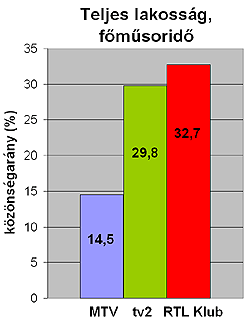 Teljes lakosság,
főműsoridő
közönségarány (%)
35
30
25
20
15
10
5
0
14,5
29,8
32,7
MTV tv2 RTL Klub